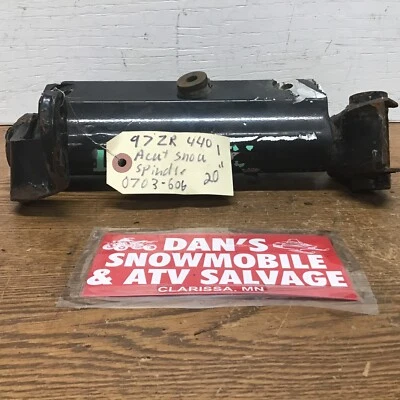 97 ZR 440
Acat snow
Spindle
0703-606 20"
DAN'S
SNOWMOBILE
& ATV SALVAGE
CLARISSA, MN